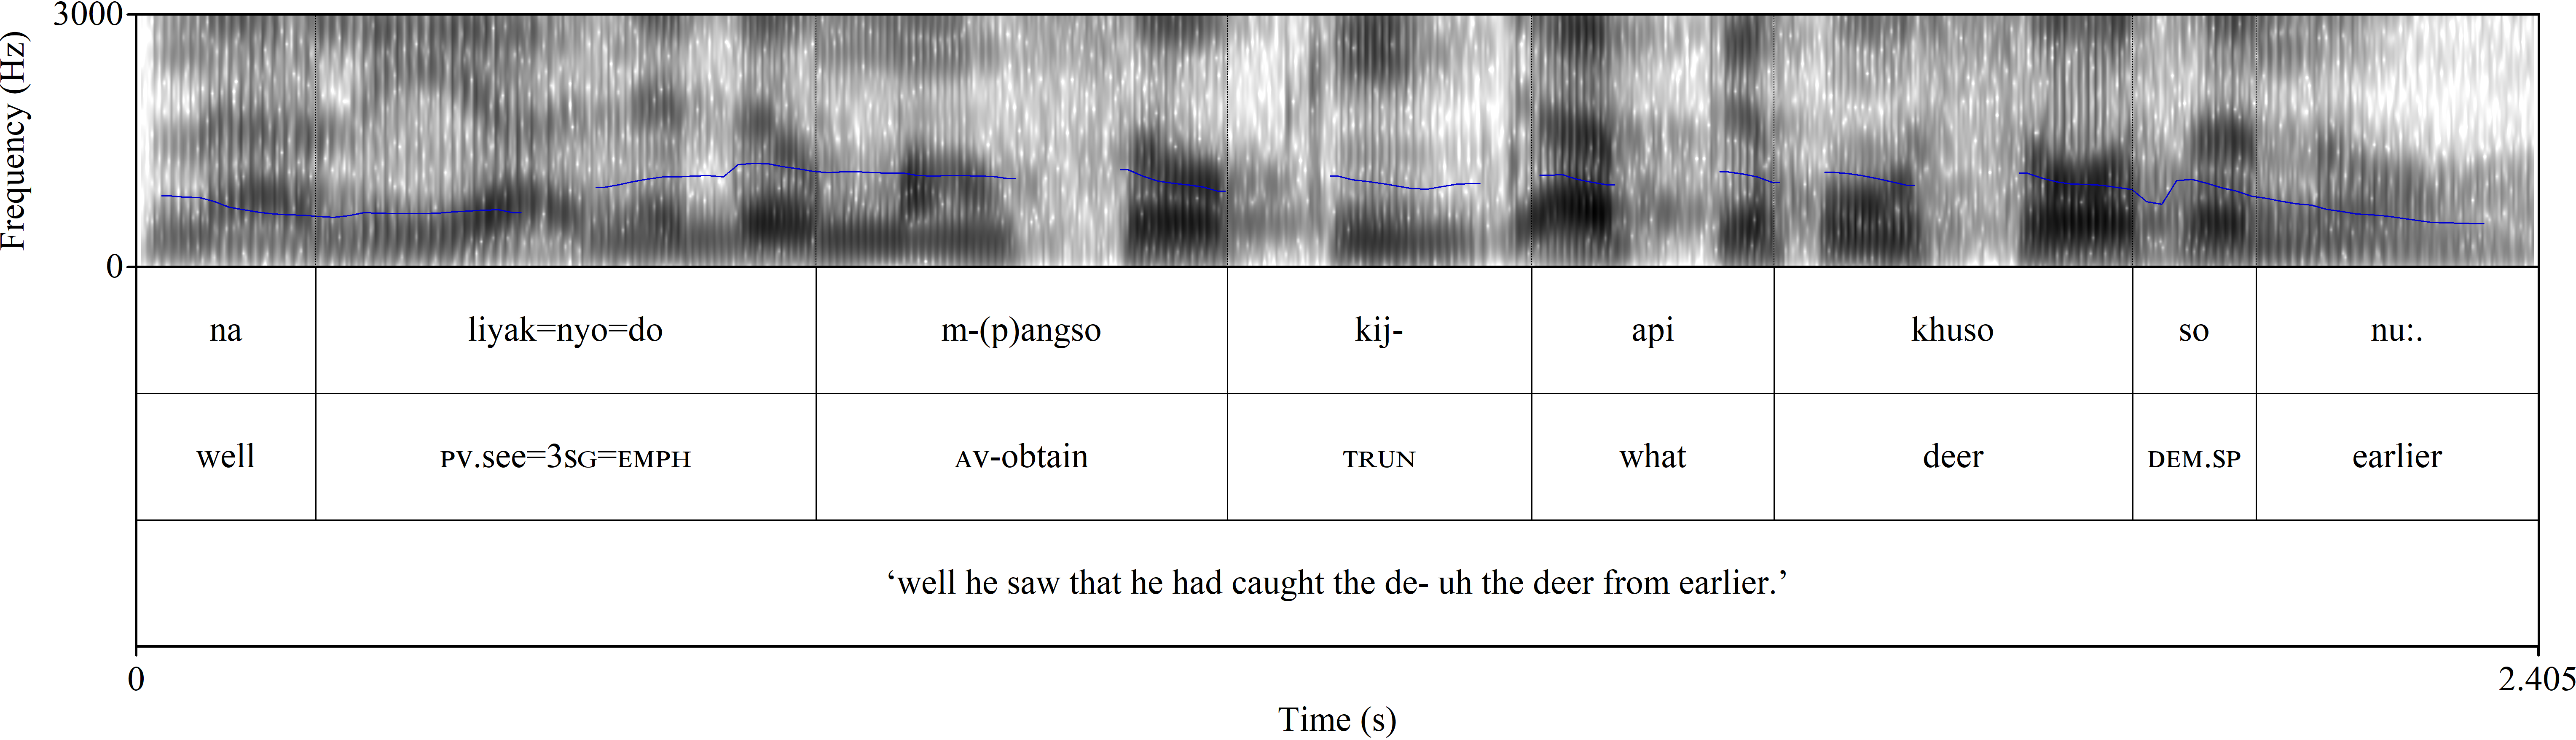 3000
Frequency (Hz)
0
na liyak=nyo=do m-(p)angso kij- api khuso so nu:.
well PV.see=3SG=EMPH AV-obtain TRUN what deer DEM.SP earlier
‘well he saw that he had caught the de- uh the deer from earlier.’
0 2.405
Time (s)